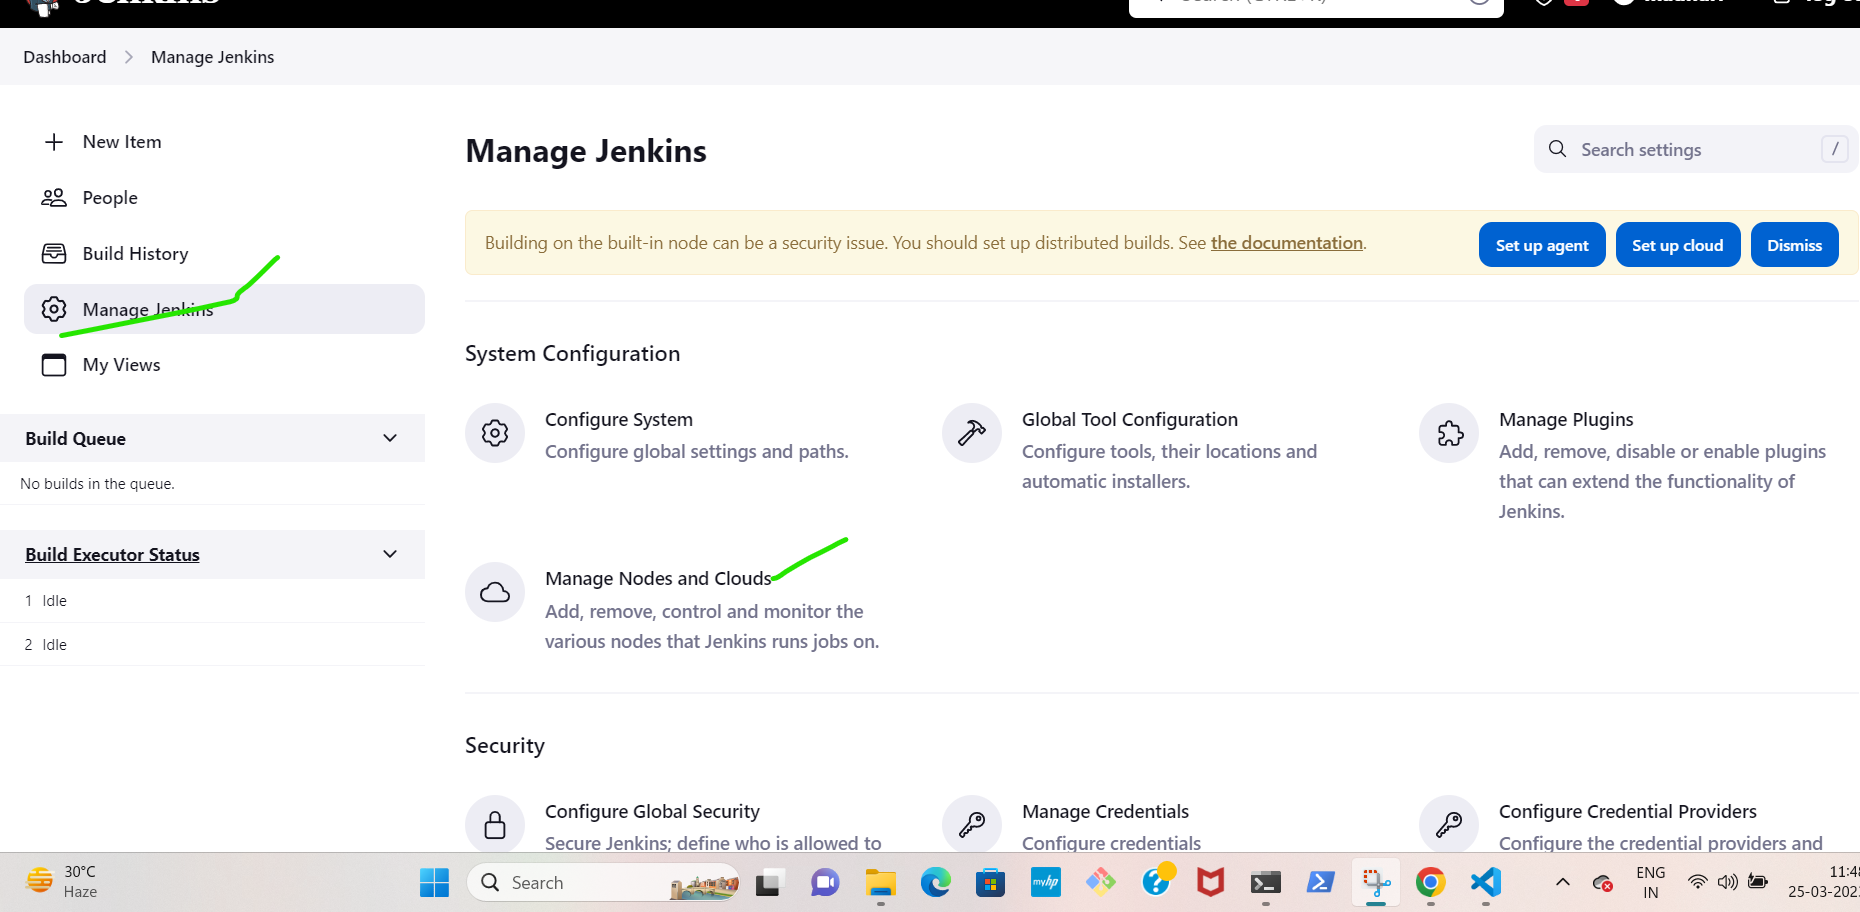 Jenkins
Search (CTRL+K)
Dashboard > Manage Jenkins
New Item
People
Build History
Manage Jenkins
My Views
Build Queue
No builds in the queue.
Build Executor Status
1 Idle
2 Idle
Manage Jenkins
Search settings /
Building on the built-in node can be a security issue. You should set up distributed builds. See the documentation.
Set up agent Set up cloud Dismiss
System Configuration
Configure System
Configure global settings and paths.
Global Tool Configuration
Configure tools, their locations and
automatic installers.
Manage Plugins
Add, remove, disable or enable plugins
that can extend the functionality of
Jenkins.
Manage Nodes and Clouds
Add, remove, control and monitor the
various nodes that Jenkins runs jobs on.
Security
Configure Global Security
Secure Jenkins; define who is allowed to
Manage Credentials
Configure credentials
Configure Credential Providers
Configure the credential providers and
30°C
Haze
Search
myhp
ENG
IN
11:48
25-03-202